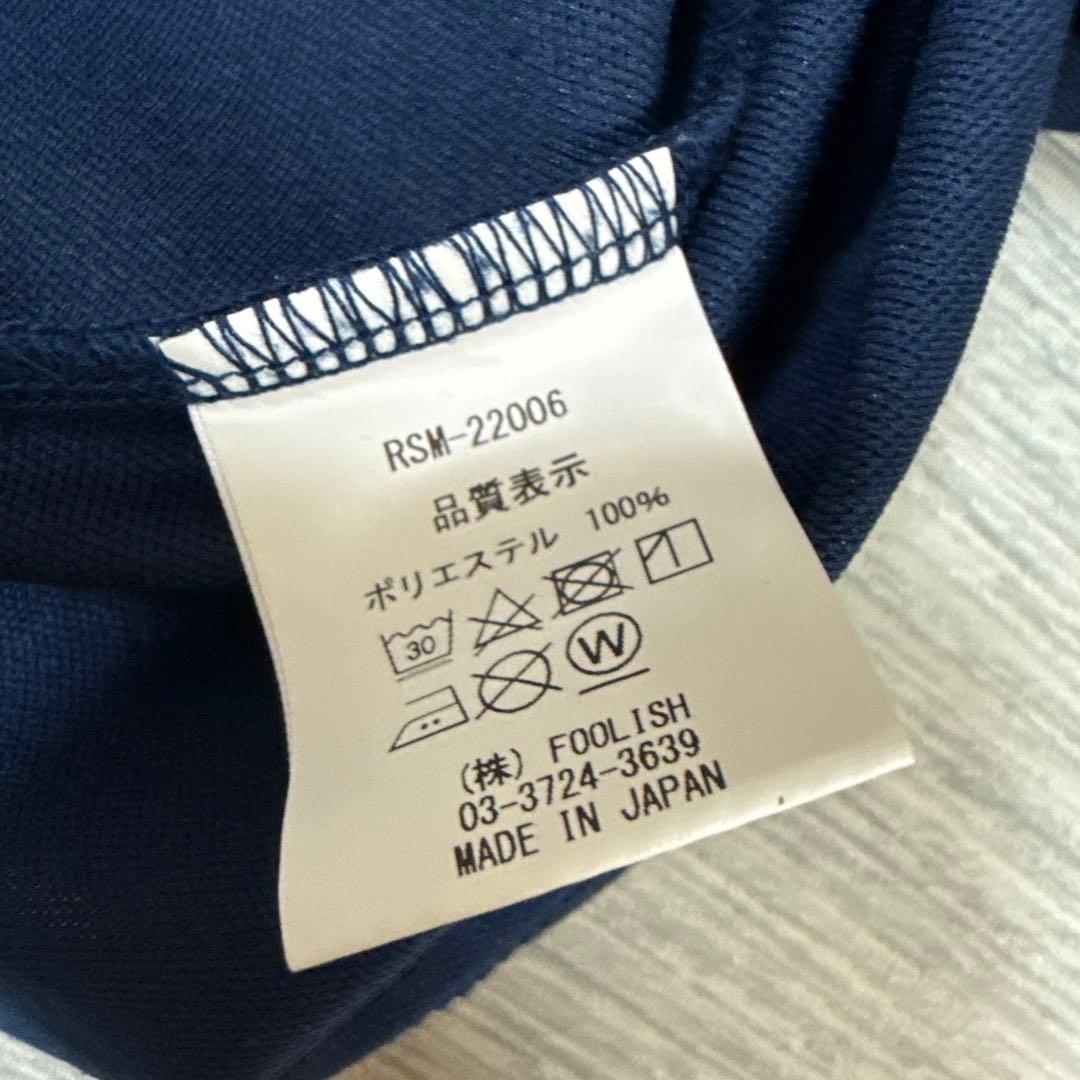 RSM-22006
品質表示
ポリエステル 100%
30
W
(株) FOOLISH
03-3724-3639
MADE IN JAPAN